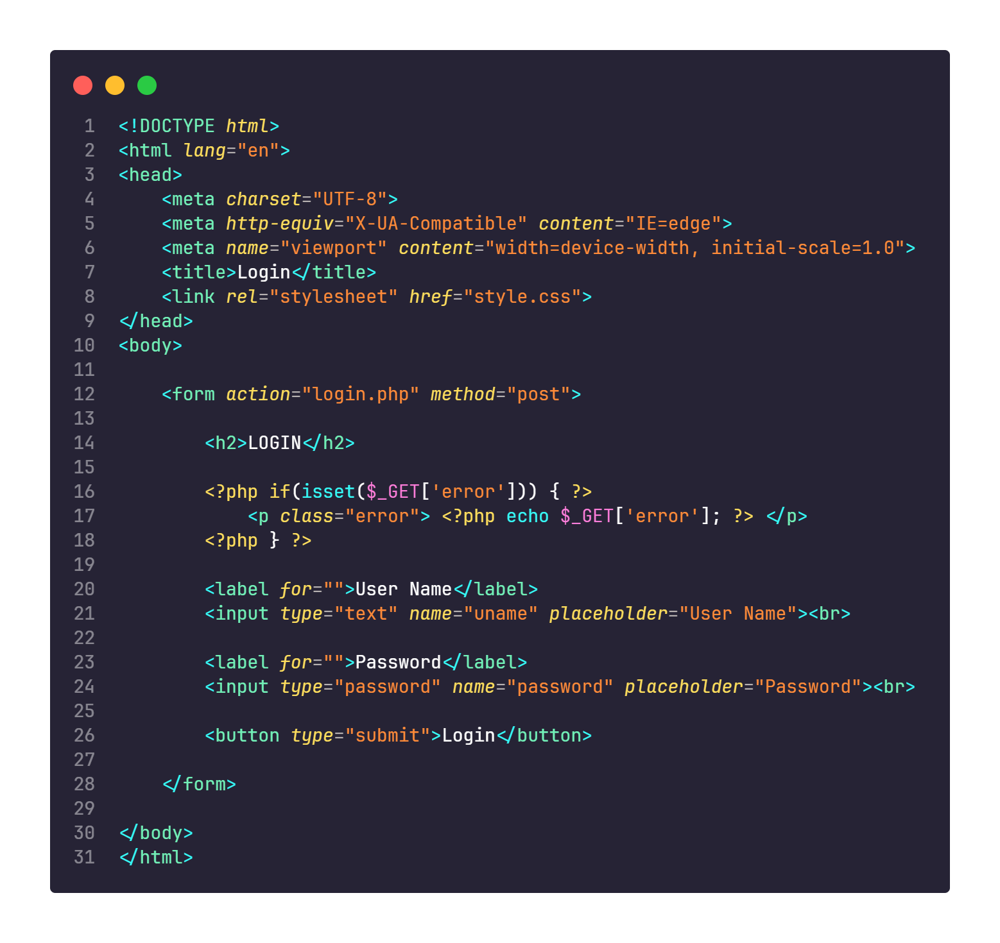 1 <!DOCTYPE html>
2 <html lang="en">
3 <head>
4     <meta charset="UTF-8">
5     <meta http-equiv="X-UA-Compatible" content="IE=edge">
6     <meta name="viewport" content="width=device-width, initial-scale=1.0">
7     <title>Login</title>
8     <link rel="stylesheet" href="style.css">
9 </head>
10 <body>
11
12     <form action="login.php" method="post">
13
14         <h2>LOGIN</h2>
15
16         <?php if(isset($_GET['error'])) { ?>
17             <p class="error"> <?php echo $_GET['error']; ?> </p>
18         <?php } ?>
19
20         <label for="">User Name</label>
21         <input type="text" name="uname" placeholder="User Name"><br>
22
23         <label for="">Password</label>
24         <input type="password" name="password" placeholder="Password"><br>
25
26         <button type="submit">Login</button>
27
28     </form>
29
30 </body>
31 </html>